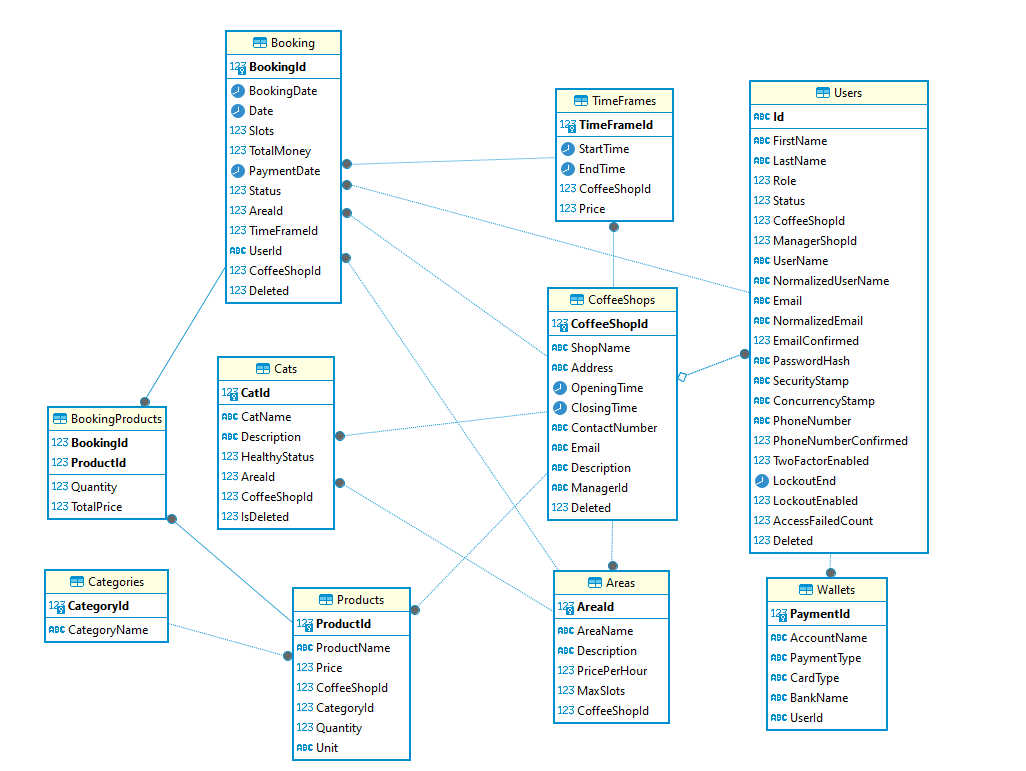 Booking
123 BookingId
BookingDate
Date
123 Slots
123 TotalMoney
PaymentDate
123 Status
123 AreaId
123 TimeFrameId
ABC UserId
123 CoffeeShopId
123 Deleted
TimeFrames
123 TimeFrameId
StartTime
EndTime
123 CoffeeShopId
123 Price
Users
ABC Id
ABC FirstName
ABC LastName
123 Role
123 Status
123 CoffeeShopId
123 ManagerShopId
ABC UserName
ABC NormalizedUserName
ABC Email
ABC NormalizedEmail
123 EmailConfirmed
ABC PasswordHash
ABC SecurityStamp
ABC ConcurrencyStamp
ABC PhoneNumber
123 PhoneNumberConfirmed
123 TwoFactorEnabled
LockoutEnd
123 LockoutEnabled
123 AccessFailedCount
123 Deleted
CoffeeShops
123 CoffeeShopId
ABC ShopName
ABC Address
OpeningTime
ClosingTime
ABC ContactNumber
ABC Email
ABC Description
ABC ManagerId
123 Deleted
Cats
123 CatId
ABC CatName
ABC Description
123 HealthyStatus
123 AreaId
123 CoffeeShopId
123 IsDeleted
BookingProducts
123 BookingId
123 ProductId
123 Quantity
123 TotalPrice
Categories
123 CategoryId
ABC CategoryName
Products
123 ProductId
ABC ProductName
123 Price
123 CoffeeShopId
123 CategoryId
123 Quantity
ABC Unit
Areas
123 AreaId
ABC AreaName
ABC Description
123 PricePerHour
123 MaxSlots
123 CoffeeShopId
Wallets
123 PaymentId
ABC AccountName
ABC PaymentType
ABC CardType
ABC BankName
ABC UserId